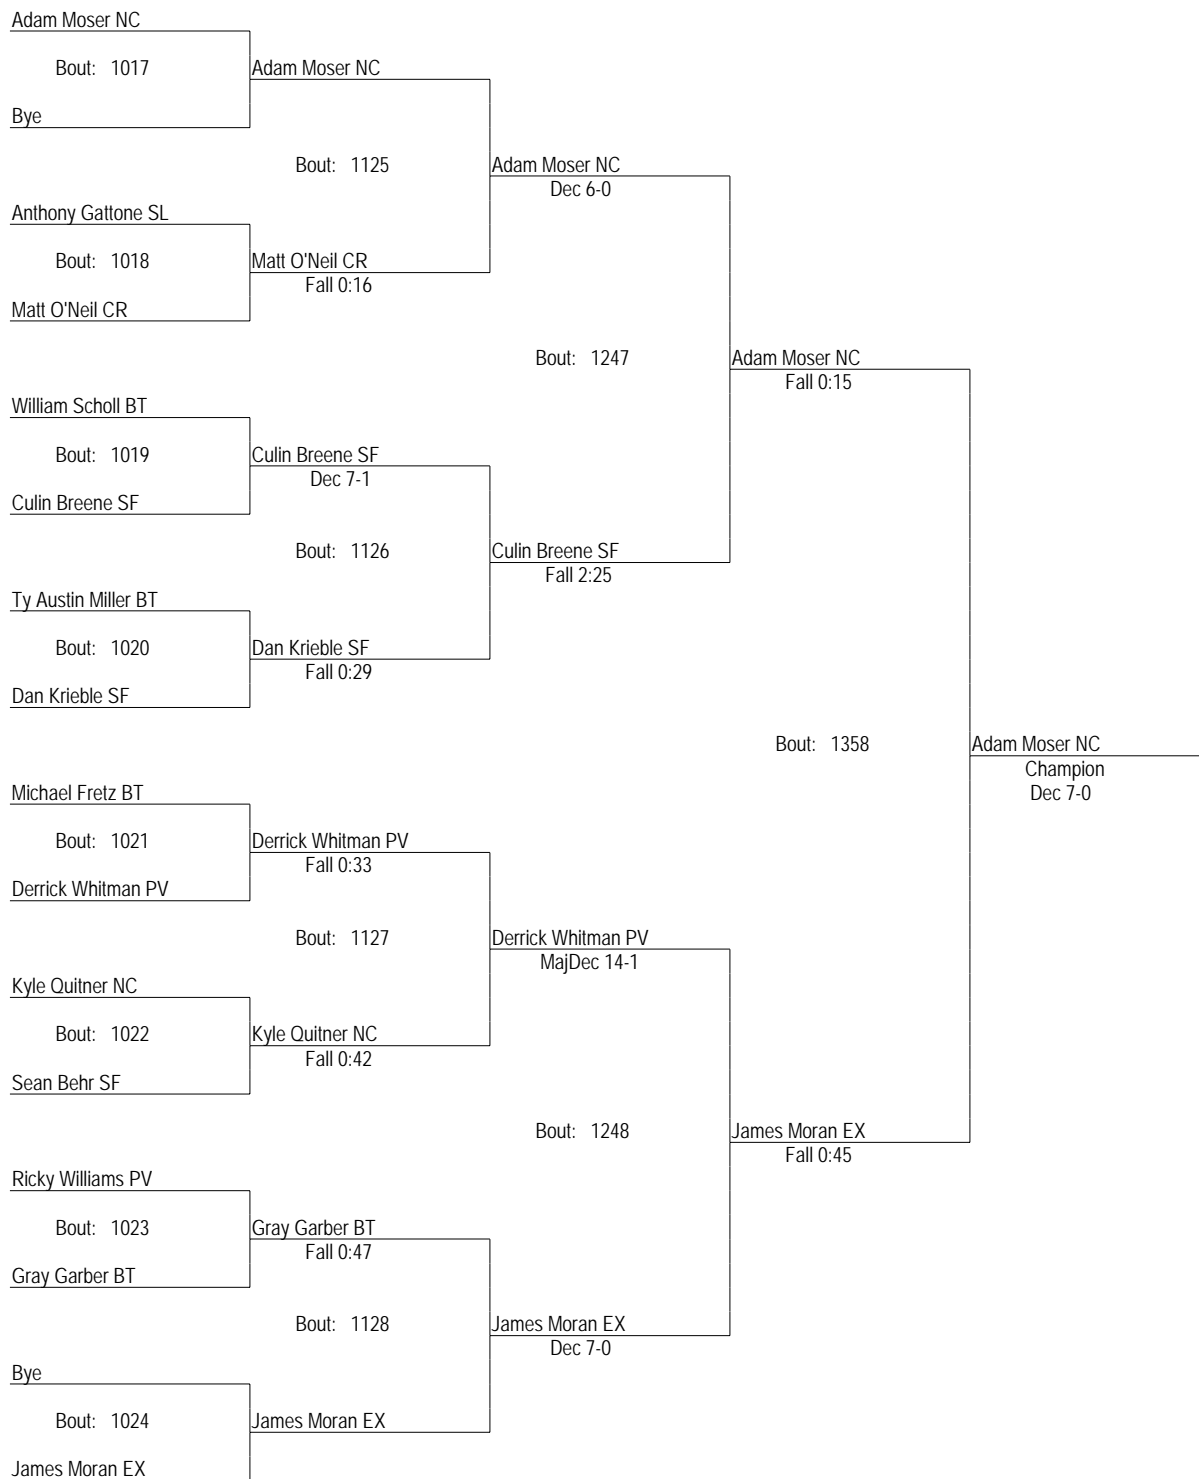 Adam Moser NC
Bout: 1017
Adam Moser NC
Bye
Bout: 1125
Adam Moser NC
Dec 6-0
Anthony Gattone SL
Bout: 1018
Matt O'Neil CR
Fall 0:16
Matt O'Neil CR
Bout: 1247
Adam Moser NC
Fall 0:15
William Scholl BT
Bout: 1019
Culin Breene SF
Dec 7-1
Culin Breene SF
Bout: 1126
Culin Breene SF
Fall 2:25
Ty Austin Miller BT
Bout: 1020
Dan Krieble SF
Fall 0:29
Dan Krieble SF
Bout: 1358
Adam Moser NC
Champion
Dec 7-0
Michael Fretz BT
Bout: 1021
Derrick Whitman PV
Fall 0:33
Derrick Whitman PV
Bout: 1127
Derrick Whitman PV
MajDec 14-1
Kyle Quitner NC
Bout: 1022
Kyle Quitner NC
Fall 0:42
Sean Behr SF
Bout: 1248
James Moran EX
Fall 0:45
Ricky Williams PV
Bout: 1023
Gray Garber BT
Fall 0:47
Gray Garber BT
Bout: 1128
James Moran EX
Dec 7-0
Bye
Bout: 1024
James Moran EX
James Moran EX